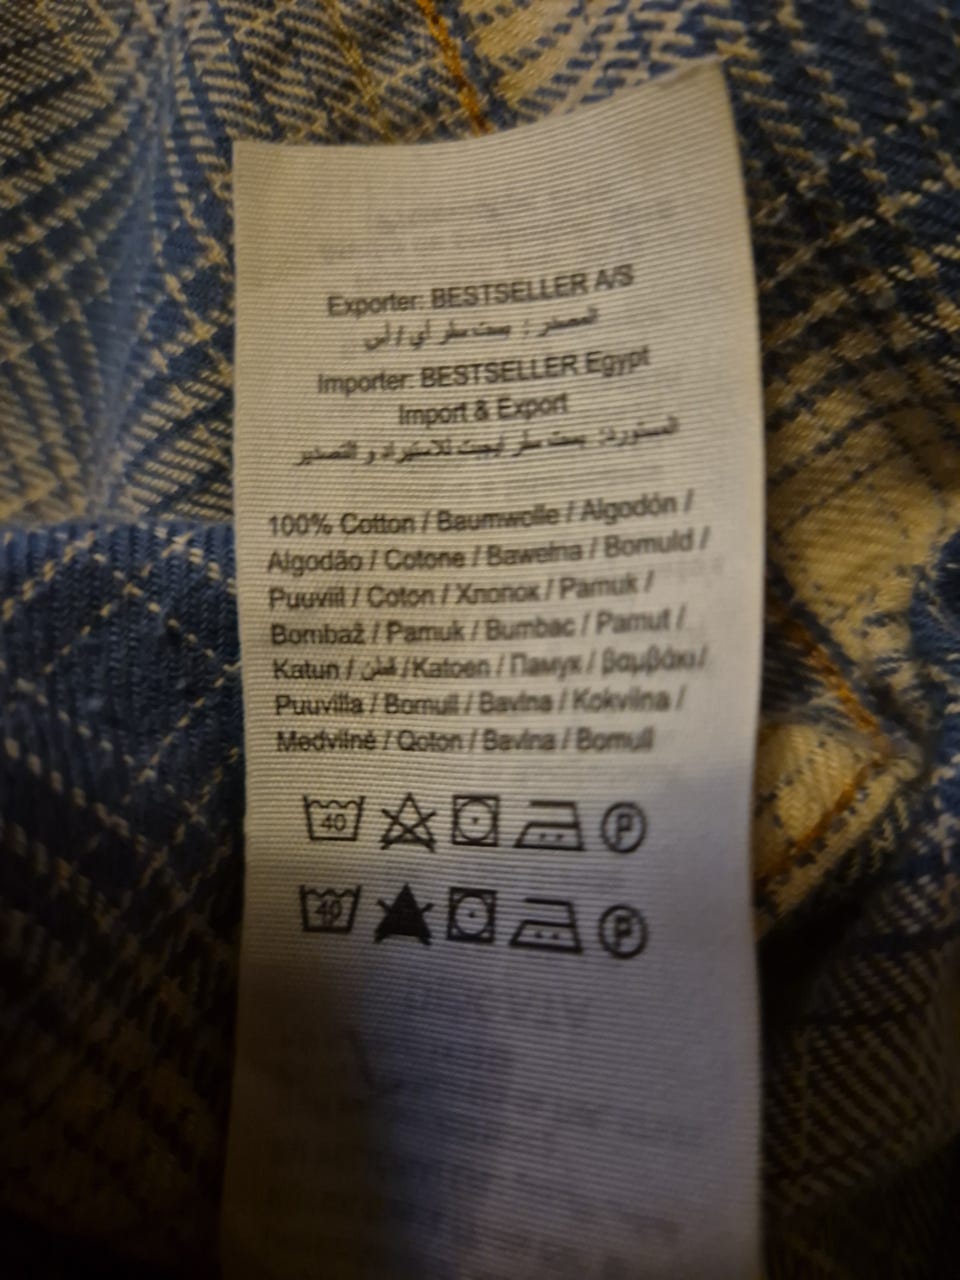 Exporter: BESTSELLER A/S
المصدر : بست سلر أي / أس
Importer: BESTSELLER Egypt
Import & Export
المستورد: بست سلر ايجبت للاستيراد و التصدير
100% Cotton / Baumwolle / Algodón /
Algodão / Cotone / Bawełna / Bomuld /
Puuviil / Coton / Хлопок / Pamuk /
Bombaž / Pamuk / Bumbac / Pamut /
Katun / قطن / Katoen / Памук / βαμβάκι /
Puuvilla / Bomull / Bavlna / Kokvilna /
Medvilnė / Qoton / Bavlna / Bomull
40 P
40 P